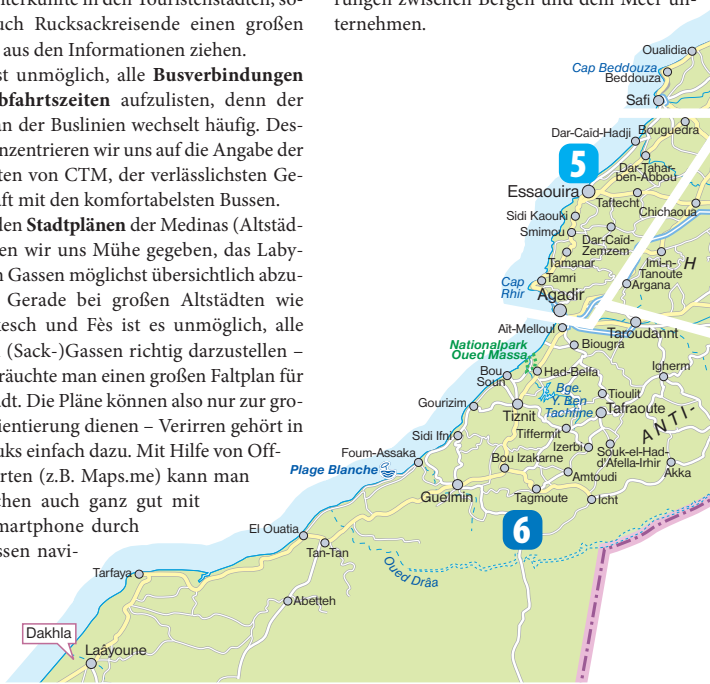 terkünfte in den Touristenstädten, so-
uch Rucksackreisende einen großen
aus den Informationen ziehen.
st unmöglich, alle Busverbindungen
bfahrtszeiten aufzulisten, denn der
an der Buslinien wechselt häufig. Des-
nzentrieren wir uns auf die Angabe der
ten von CTM, der verlässlichsten Ge-
ft mit den komfortabelsten Bussen.
den Stadtplänen der Medinas (Altstäd-
en wir uns Mühe gegeben, das Laby-
n Gassen möglichst übersichtlich abzu-
Gerade bei großen Altstädten wie
kesch und Fès ist es unmöglich, alle
(Sack-)Gassen richtig darzustellen –
räuchte man einen großen Faltplan für
adt. Die Pläne können also nur zur gro-
ientierung dienen – Verirren gehört in
uks einfach dazu. Mit Hilfe von Off-
arten (z.B. Maps.me) kann man
chen auch ganz gut mit
martphone durch
ssen navi-
rungen zwischen Bergen und dem Meer un-
ternehmen.
Oualidia
Cap Beddouza
Beddouza
Safi
Dar-Caïd-Hadji
Bouguedra
5
Dar-Tahar-
ben-Abbou
Essaouira
Taftecht
Chichaoua
Sidi Kaouki
Smimou
Dar-Caïd-
Zemzem
Tamanar
Imi-n-
Tanoute
H
Cap
Rhir
Tamri
Argana
Agadir
Aït-Melloul
Taroudannt
Biougra
Nationalpark
Oued Massa
Igherm
Bou
Soun
Had-Belfa
Bge.
Y. Ben
Tachfine
Tioulit
Tafraoute
ANTI-
Gourizim
Tiznit
Tiffermit
Sidi Ifni
Izerbi
Souk-el-Had-
d'Afella-Irhir
Foum-Assaka
Bou Izakarne
Akka
Plage Blanche
Amtoudi
Guelmin
Tagmoute
Icht
6
El Ouatia
Tan-Tan
Oued Drâa
Tarfaya
Abetteh
Dakhla
Laâyoune